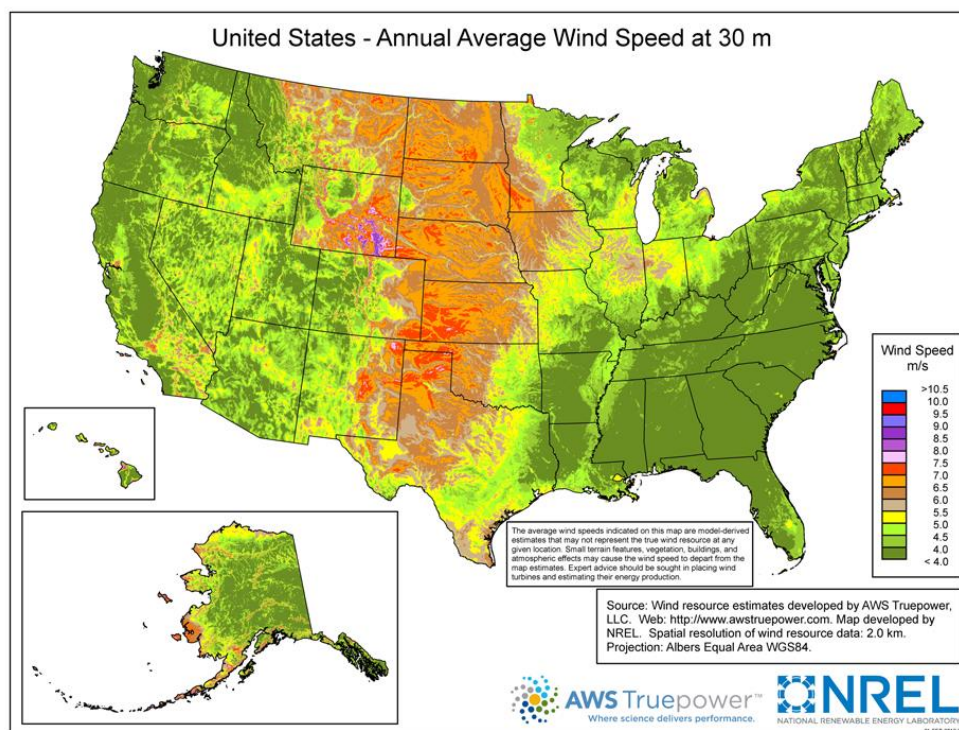 United States - Annual Average Wind Speed at 30 m
Wind Speed
m/s
>10.5
10.0
9.5
9.0
8.5
8.0
7.5
7.0
6.5
6.0
5.5
5.0
4.5
4.0
< 4.0
The average wind speeds indicated on this map are model-derived
estimates that may not represent the true wind resource at any
given location. Small terrain features, vegetation, buildings, and
atmospheric effects may cause the wind speed to depart from the
map estimates. Expert advice should be sought in placing wind
turbines and estimating their energy production.
Source: Wind resource estimates developed by AWS Truepower,
LLC. Web: http://www.awstruepower.com. Map developed by
NREL. Spatial resolution of wind resource data: 2.0 km.
Projection: Albers Equal Area WGS84.
AWS Truepower™
Where science delivers performance.
NREL
NATIONAL RENEWABLE ENERGY LABORATORY